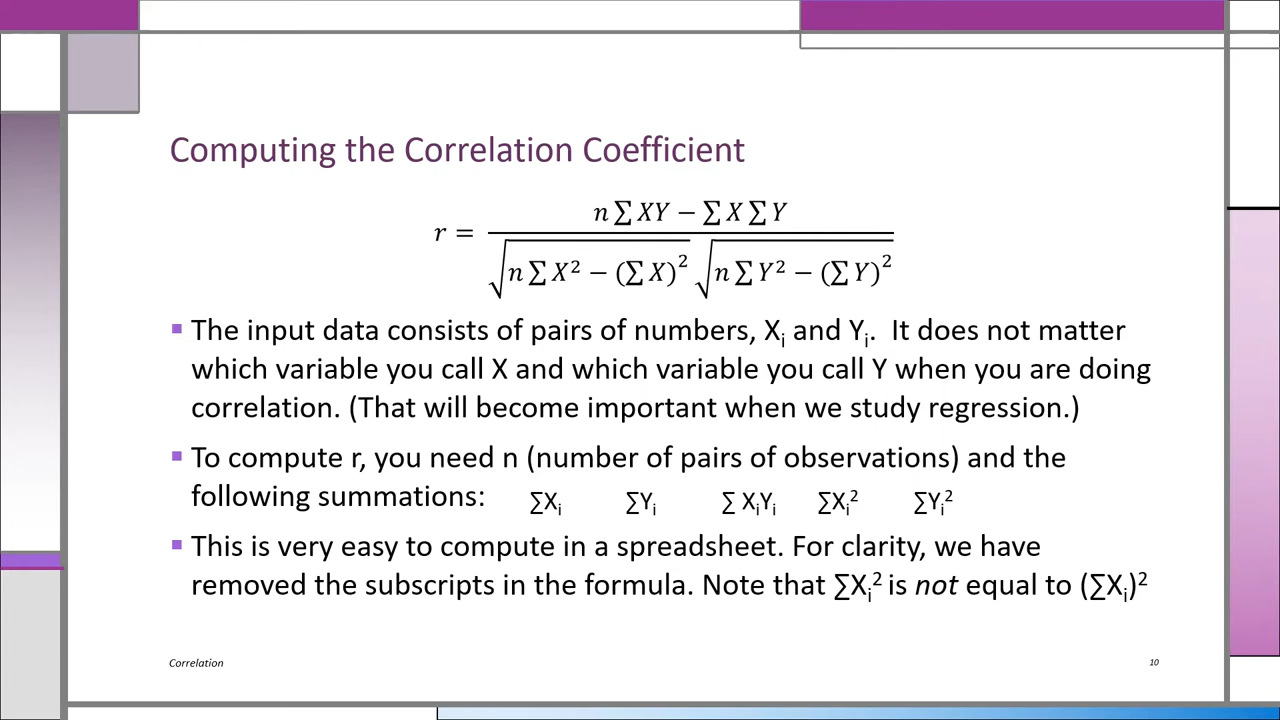 Computing the Correlation Coefficient
r = \frac{n ∑ XY − ∑ X ∑ Y}{\sqrt{n ∑ X² − (∑ X)²} \sqrt{n ∑ Y² − (∑ Y)²}}
▪ The input data consists of pairs of numbers, Xᵢ and Yᵢ.  It does not matter
which variable you call X and which variable you call Y when you are doing
correlation. (That will become important when we study regression.)
▪ To compute r, you need n (number of pairs of observations) and the
following summations: ∑Xᵢ ∑Yᵢ ∑ XᵢYᵢ ∑Xᵢ² ∑Yᵢ²
▪ This is very easy to compute in a spreadsheet. For clarity, we have
removed the subscripts in the formula. Note that ∑Xᵢ² is not equal to (∑Xᵢ)²
Correlation 10